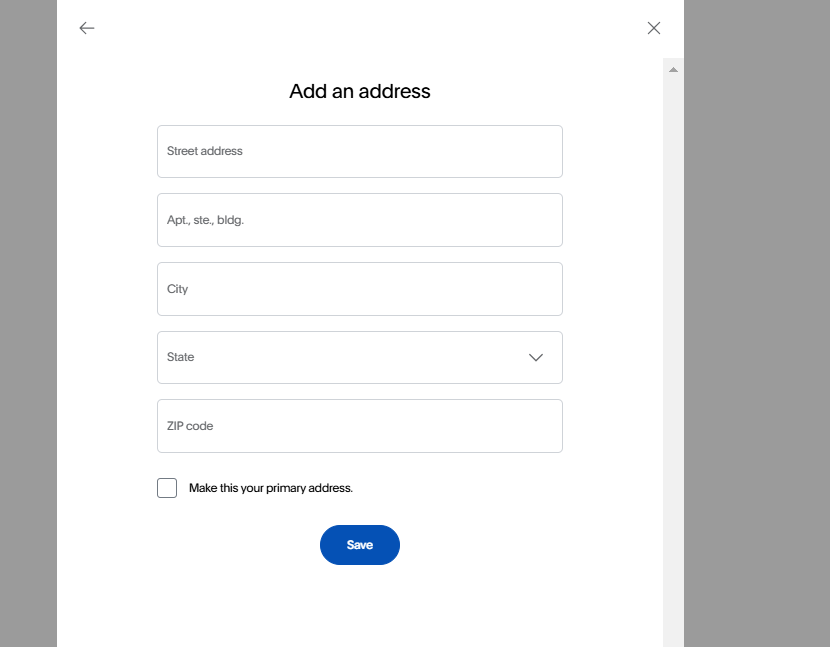 Add an address
Street address
Apt., ste., bldg.
City
State
ZIP code
Make this your primary address.
Save